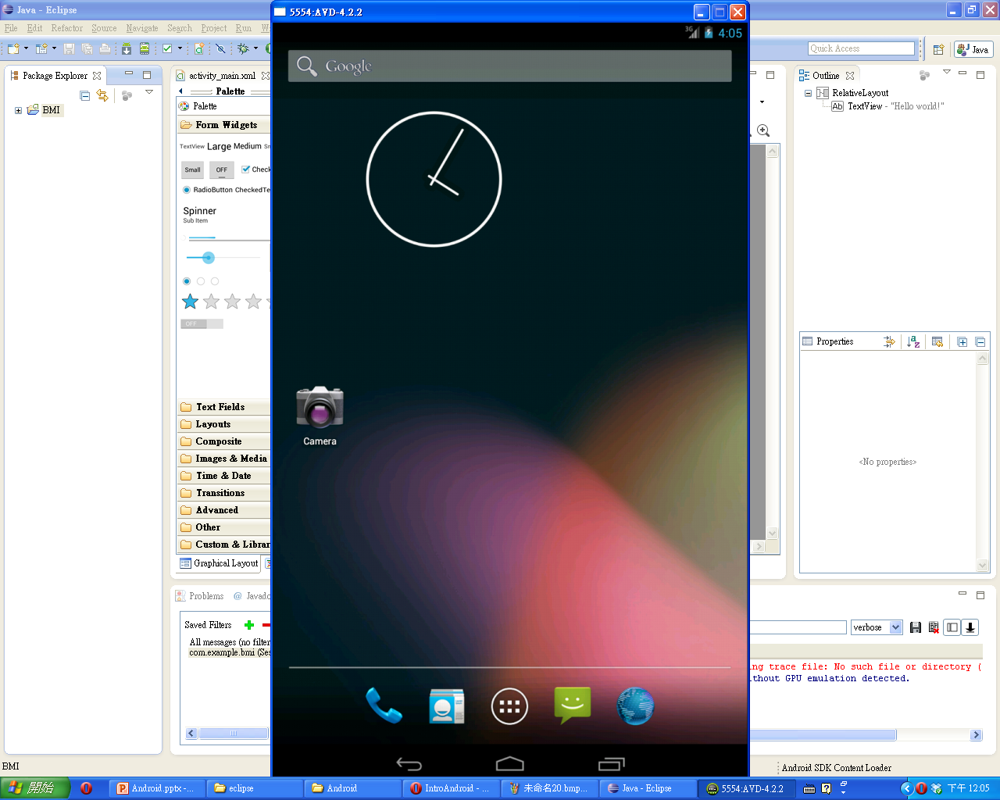 Java - Eclipse
5554:AVD-4.2.2
File Edit Refactor Source Navigate Search Project Run
3G 4:05
Google
Quick Access
Java
Package Explorer
BMI
activity_main.xml
Palette
Palette
Form Widgets
TextView Large Medium Sm
Small OFF Check
RadioButton CheckedTe
Spinner
Sub Item
OFF
Text Fields
Layouts
Composite
Images & Media
Time & Date
Transitions
Advanced
Other
Custom & Librar
Graphical Layout
Camera
Outline
RelativeLayout
Ab TextView - "Hello world!"
Properties
<No properties>
Problems @ Javado
Saved Filters
All messages (no filter
com.example.bmi (Ses
verbose
ng trace file: No such file or directory (
ithout GPU emulation detected.
BMI
Android SDK Content Loader
開始
Android.pptx -...
eclipse
Android
IntroAndroid - ...
未命名20.bmp...
Java - Eclipse
5554:AVD-4.2.2
下午 12:05